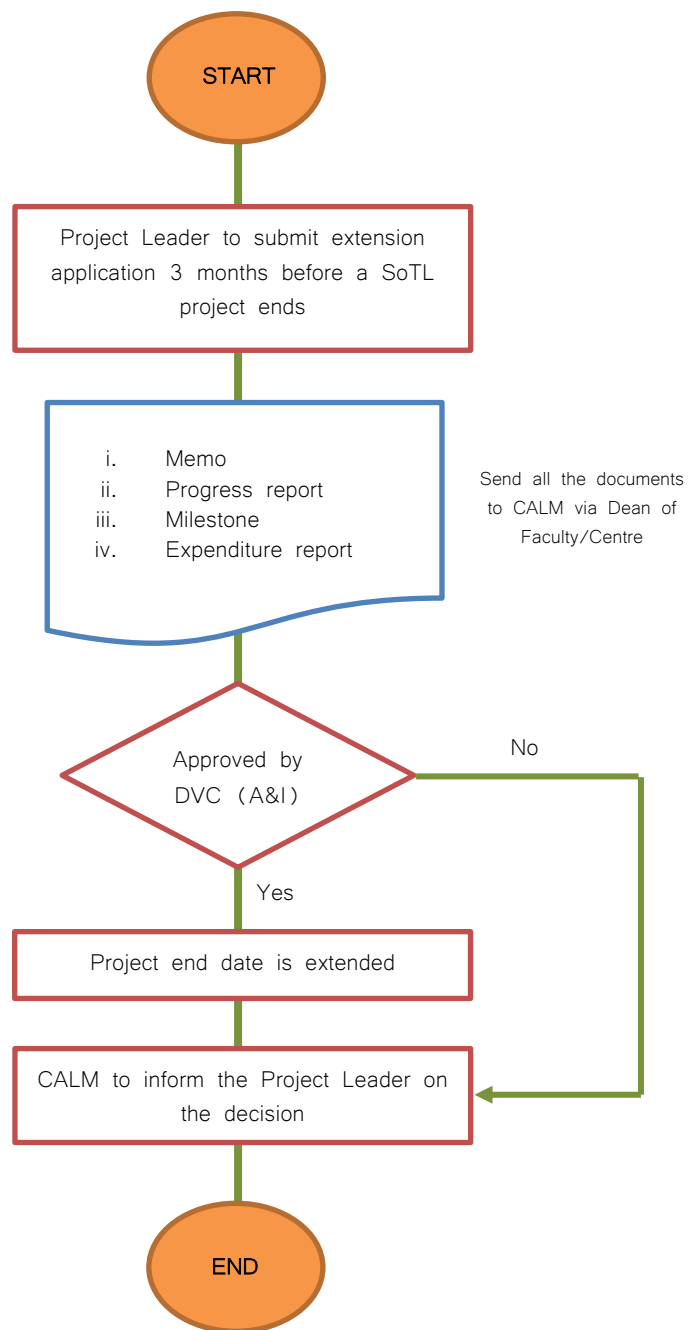 START
Project Leader to submit extension
application 3 months before a SoTL
project ends
i. Memo
ii. Progress report
iii. Milestone
iv. Expenditure report
Send all the documents
to CALM via Dean of
Faculty/Centre
Approved by
DVC (A&I)
No
Yes
Project end date is extended
CALM to inform the Project Leader on
the decision
END